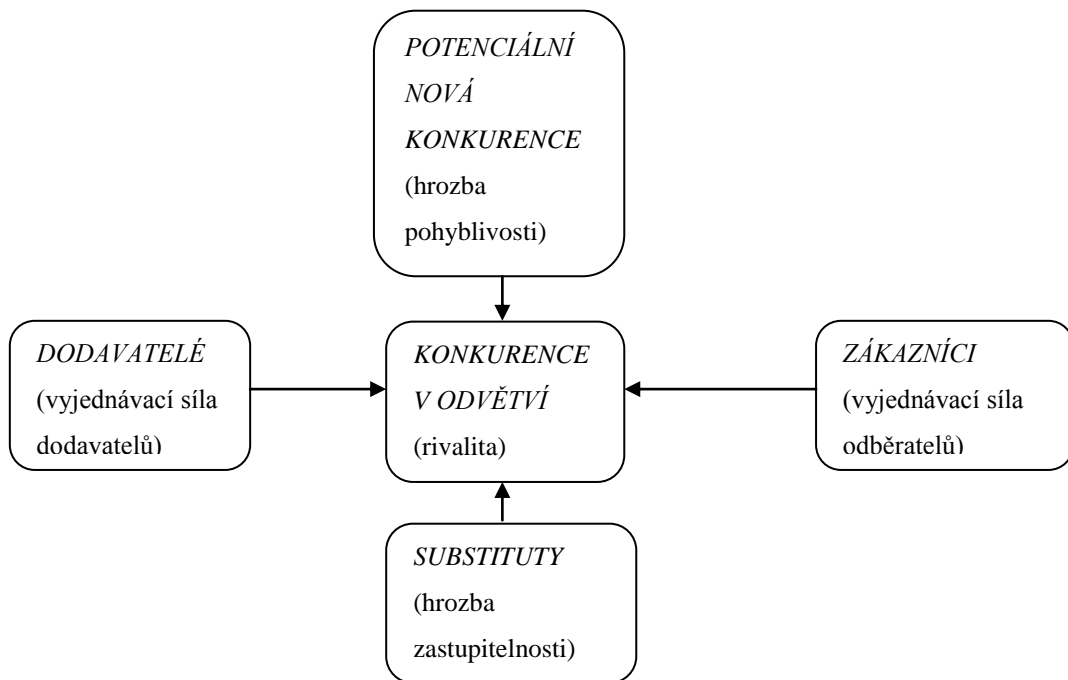 POTENCIÁLNÍ
NOVÁ
KONKURENCE
(hrozba
pohyblivosti)
DODAVATELÉ
(vyjednávací síla
dodavatelů)
KONKURENCE
V ODVĚTVÍ
(rivalita)
ZÁKAZNÍCI
(vyjednávací síla
odběratelů)
SUBSTITUTY
(hrozba
zastupitelnosti)